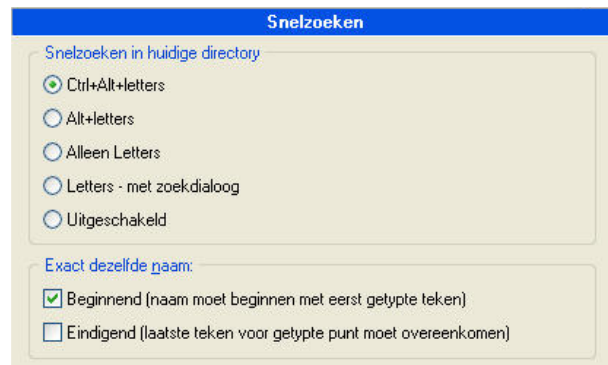 Snelzoeken
Snelzoeken in huidige directory
Ctrl+Alt+letters
Alt+letters
Alleen Letters
Letters - met zoekdialoog
Uitgeschakeld
Exact dezelfde naam:
Beginnend (naam moet beginnen met eerst getypte teken)
Eindigend (laatste teken voor getypte punt moet overeenkomen)